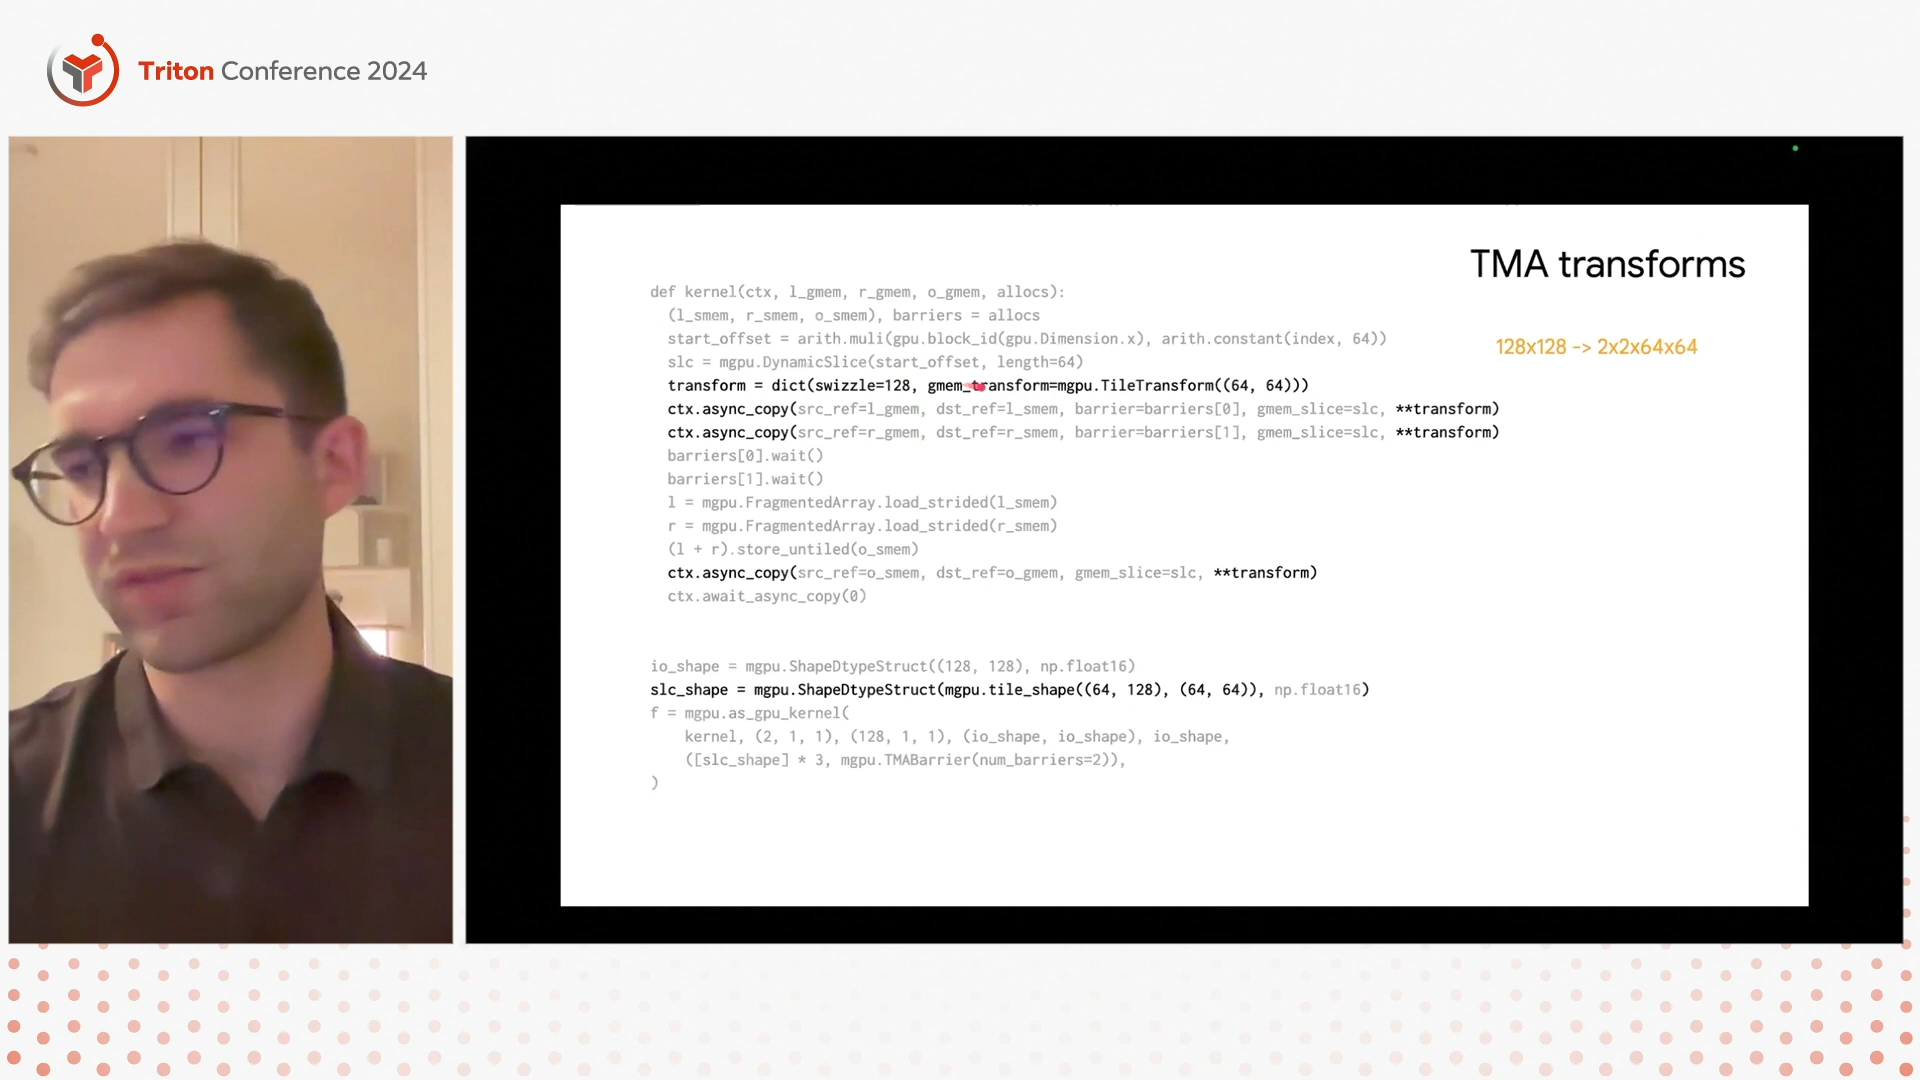 Triton Conference 2024
TMA transforms
128x128 -> 2x2x64x64
def kernel(ctx, l_gmem, r_gmem, o_gmem, allocs):
  (l_smem, r_smem, o_smem), barriers = allocs
  start_offset = arith.muli(gpu.block_id(gpu.Dimension.x), arith.constant(index, 64))
  slc = mgpu.DynamicSlice(start_offset, length=64)
  transform = dict(swizzle=128, gmem_transform=mgpu.TileTransform((64, 64)))
  ctx.async_copy(src_ref=l_gmem, dst_ref=l_smem, barrier=barriers[0], gmem_slice=slc, **transform)
  ctx.async_copy(src_ref=r_gmem, dst_ref=r_smem, barrier=barriers[1], gmem_slice=slc, **transform)
  barriers[0].wait()
  barriers[1].wait()
  l = mgpu.FragmentedArray.load_strided(l_smem)
  r = mgpu.FragmentedArray.load_strided(r_smem)
  (l + r).store_untiled(o_smem)
  ctx.async_copy(src_ref=o_smem, dst_ref=o_gmem, gmem_slice=slc, **transform)
  ctx.await_async_copy(0)
io_shape = mgpu.ShapeDtypeStruct((128, 128), np.float16)
slc_shape = mgpu.ShapeDtypeStruct(mgpu.tile_shape((64, 128), (64, 64)), np.float16)
f = mgpu.as_gpu_kernel(
    kernel, (2, 1, 1), (128, 1, 1), (io_shape, io_shape), io_shape,
    ([slc_shape] * 3, mgpu.TMABarrier(num_barriers=2)),
)